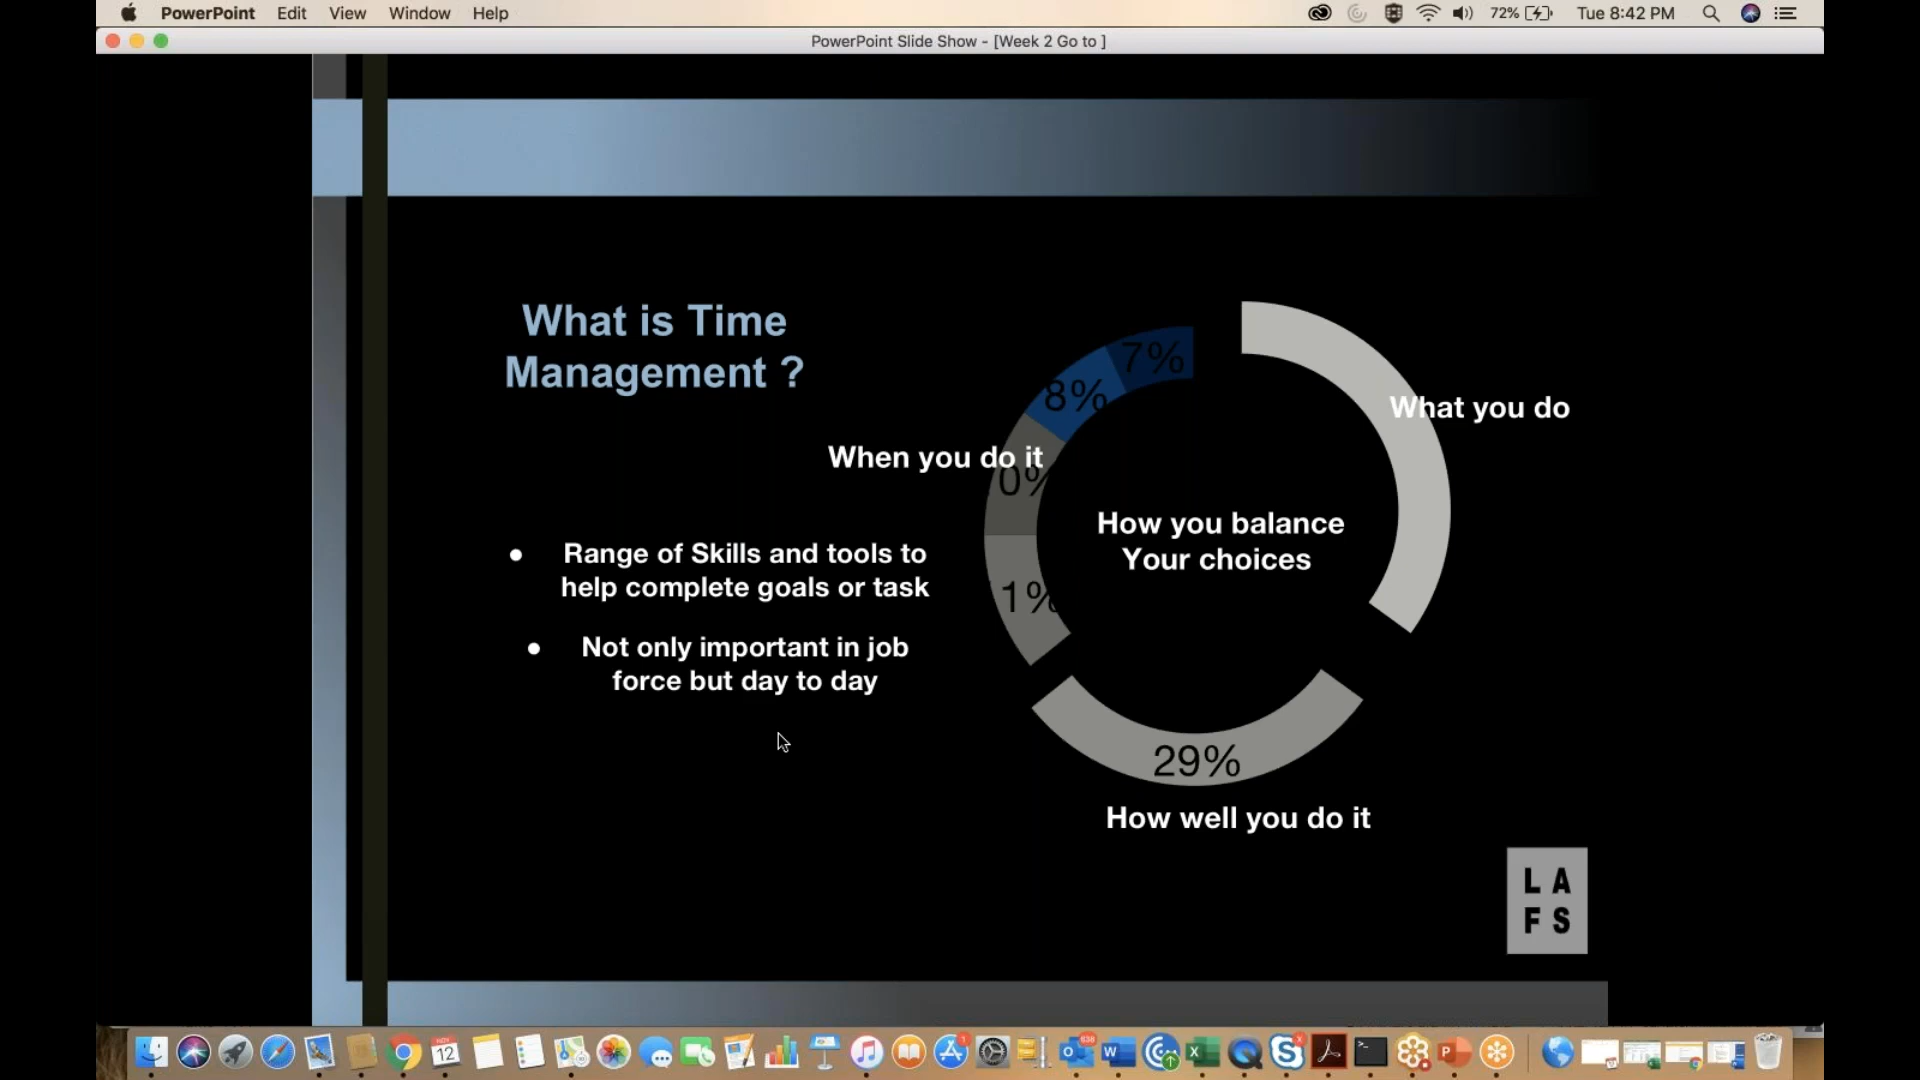 PowerPoint Edit View Window Help
72% Tue 8:42 PM
PowerPoint Slide Show - [Week 2 Go to ]
What is Time
Management ?
7%
8%
What you do
When you do it
0%
How you balance
Your choices
● Range of Skills and tools to
help complete goals or task
1%
● Not only important in job
force but day to day
29%
How well you do it
L A
F S
12